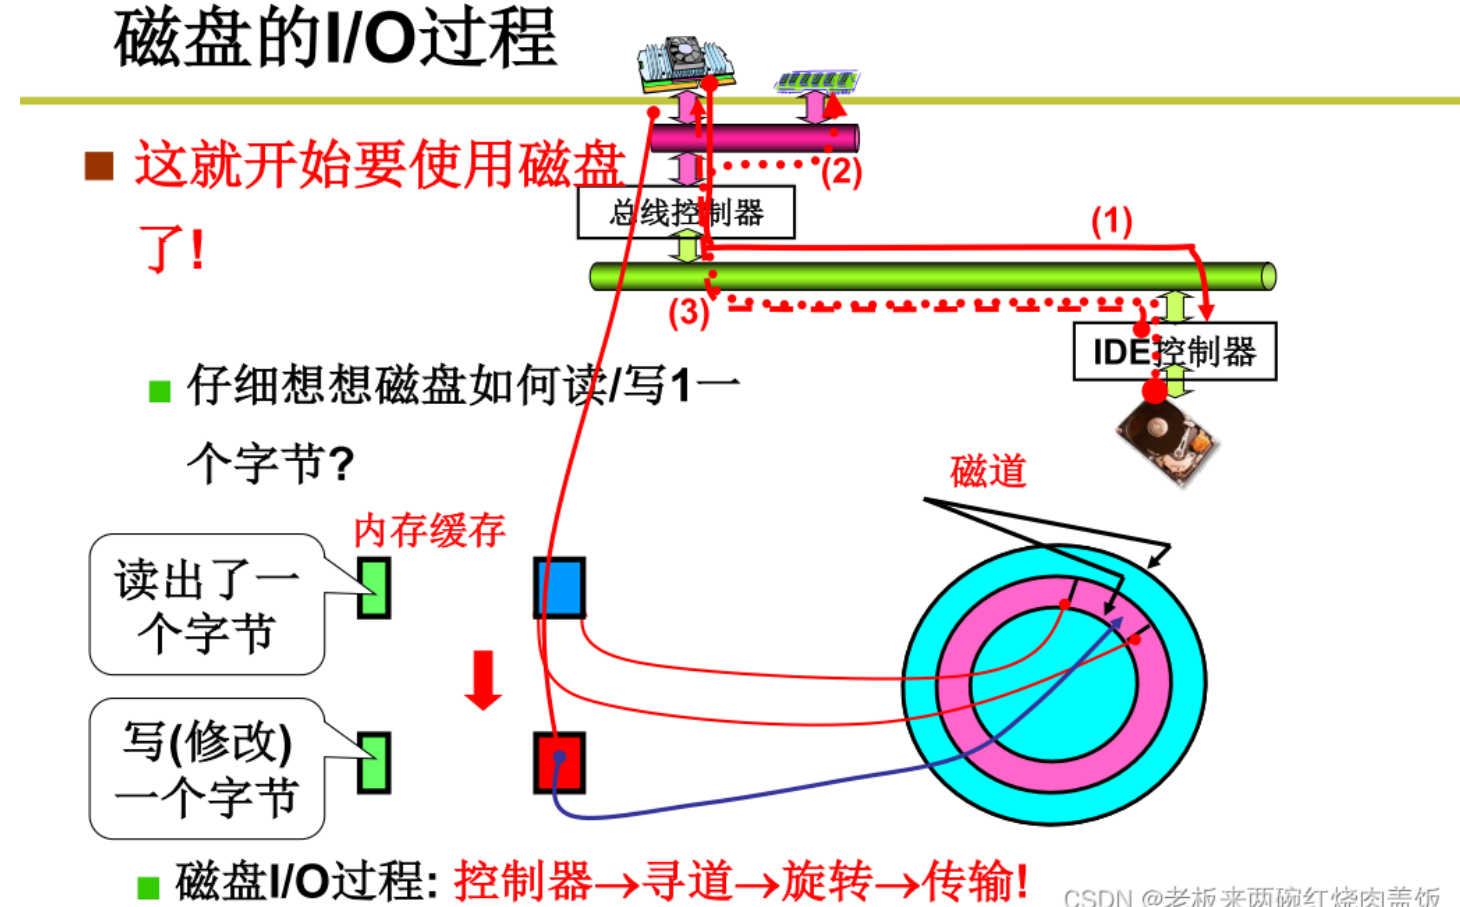 磁盘的I/O过程
这就开始要使用磁盘
了!
总线控制器
(1)
(2)
(3)
IDE控制器
仔细想想磁盘如何读/写1一
个字节?
磁道
内存缓存
读出了一
个字节
写(修改)
一个字节
磁盘I/O过程: 控制器→寻道→旋转→传输!
CSDN @老板来两碗红烧肉盖饭